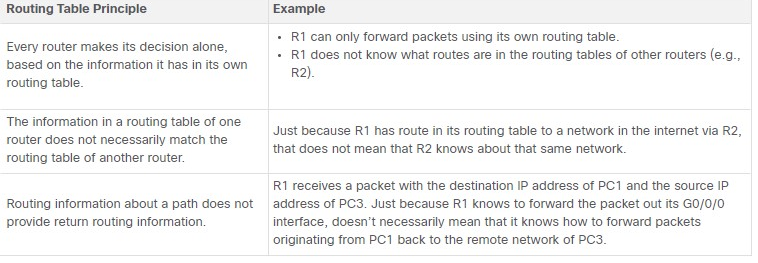 Routing Table Principle
Example
Every router makes its decision alone,
based on the information it has in its own
routing table.
• R1 can only forward packets using its own routing table.
• R1 does not know what routes are in the routing tables of other routers (e.g.,
R2).
The information in a routing table of one
router does not necessarily match the
routing table of another router.
Just because R1 has route in its routing table to a network in the internet via R2,
that does not mean that R2 knows about that same network.
Routing information about a path does not
provide return routing information.
R1 receives a packet with the destination IP address of PC1 and the source IP
address of PC3. Just because R1 knows to forward the packet out its G0/0/0
interface, doesn’t necessarily mean that it knows how to forward packets
originating from PC1 back to the remote network of PC3.